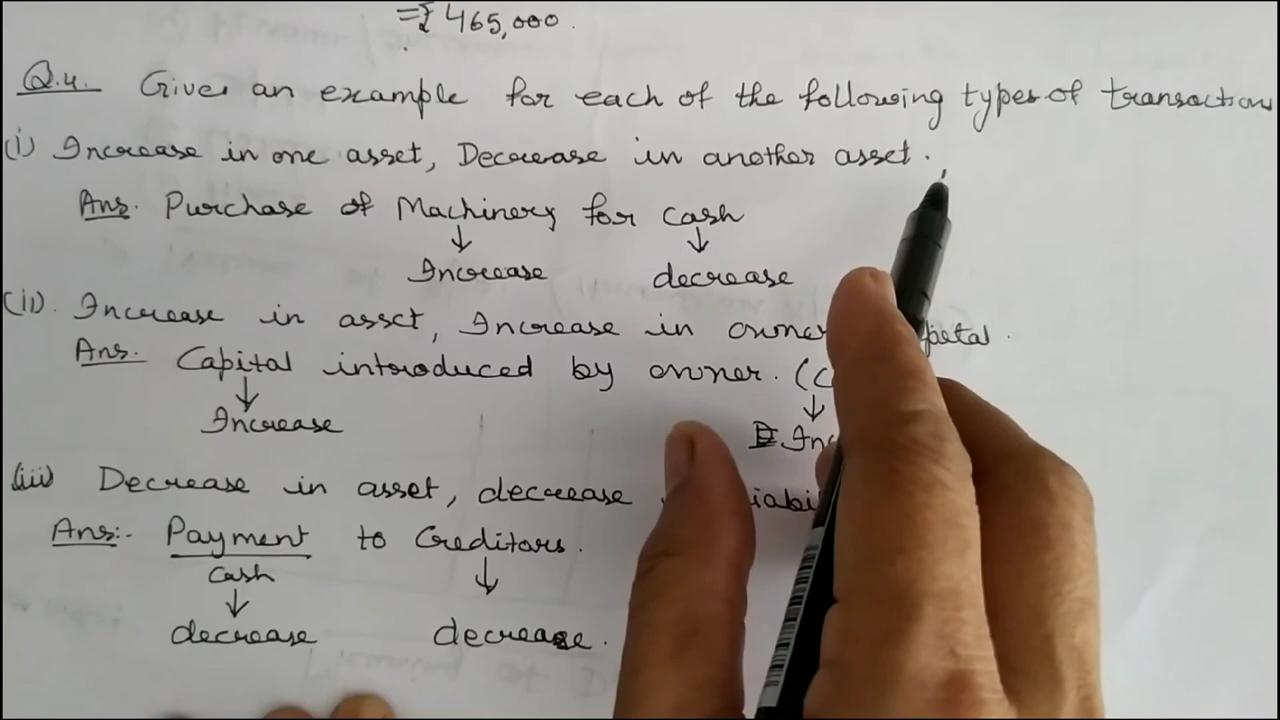 =₹ 465,000.
Q.4. Give an example for each of the following types of transaction
(i) Increase in one asset, Decrease in another asset.
Ans. Purchase of Machinery for cash
↓ ↓
Increase decrease
(ii). Increase in asset, Increase in owner
Ans. Capital introduced by owner. (
↓ ↓
Increase
(iii) Decrease in asset, decrease
Ans:- Payment to Creditors.
Cash ↓
↓
decrease decrease.